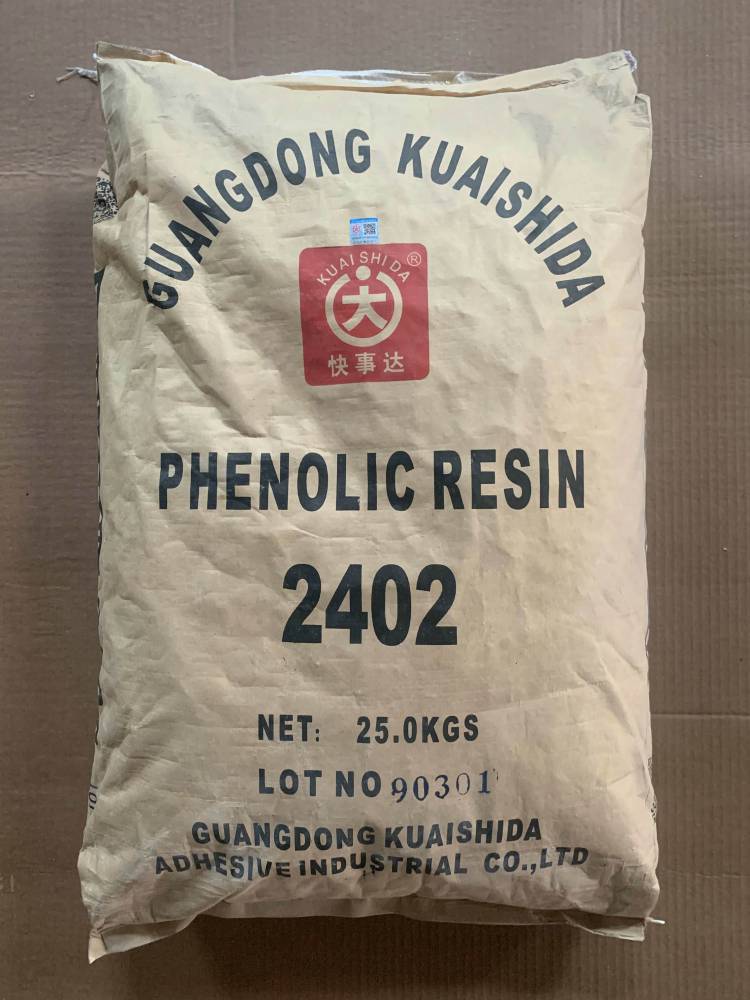 GUANGDONG KUAISHIDA
KUAI SHI DA ®
大
快事达
PHENOLIC RESIN
2402
NET: 25.0KGS
LOT NO 90301
GUANGDONG KUAISHIDA
ADHESIVE INDUSTRIAL CO.,LTD